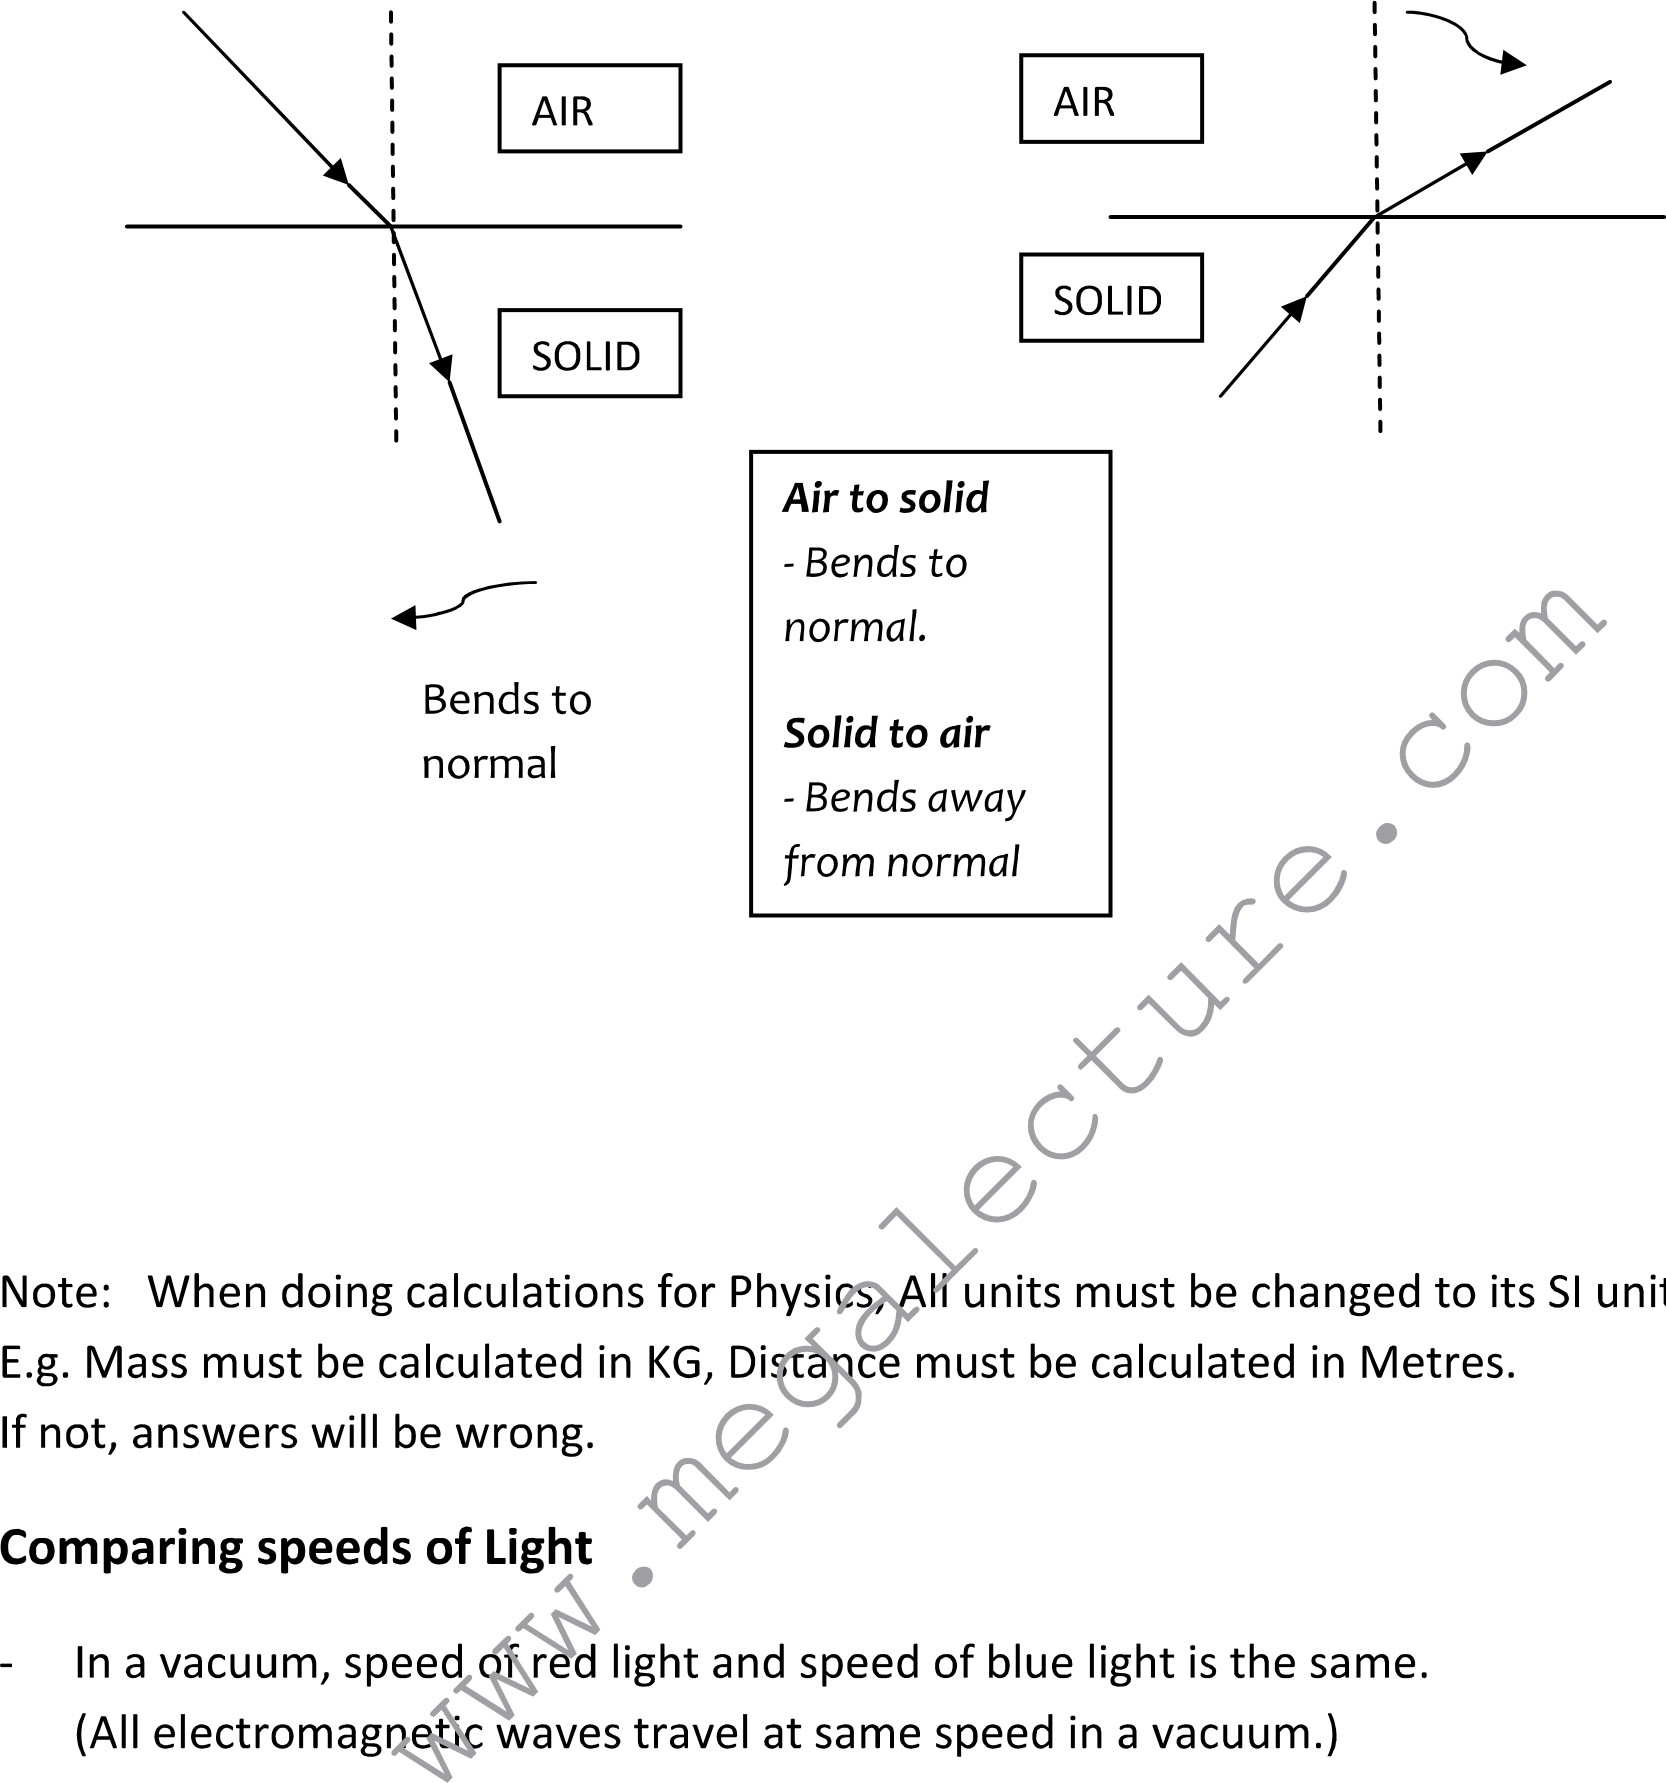 AIR
AIR
SOLID
SOLID
Air to solid
- Bends to
normal.
Solid to air
- Bends away
from normal
Bends to
normal
Note: When doing calculations for Physics, All units must be changed to its SI unit
E.g. Mass must be calculated in KG, Distance must be calculated in Metres.
If not, answers will be wrong.
Comparing speeds of Light
- In a vacuum, speed of red light and speed of blue light is the same.
(All electromagnetic waves travel at same speed in a vacuum.)
www.megalecture.com